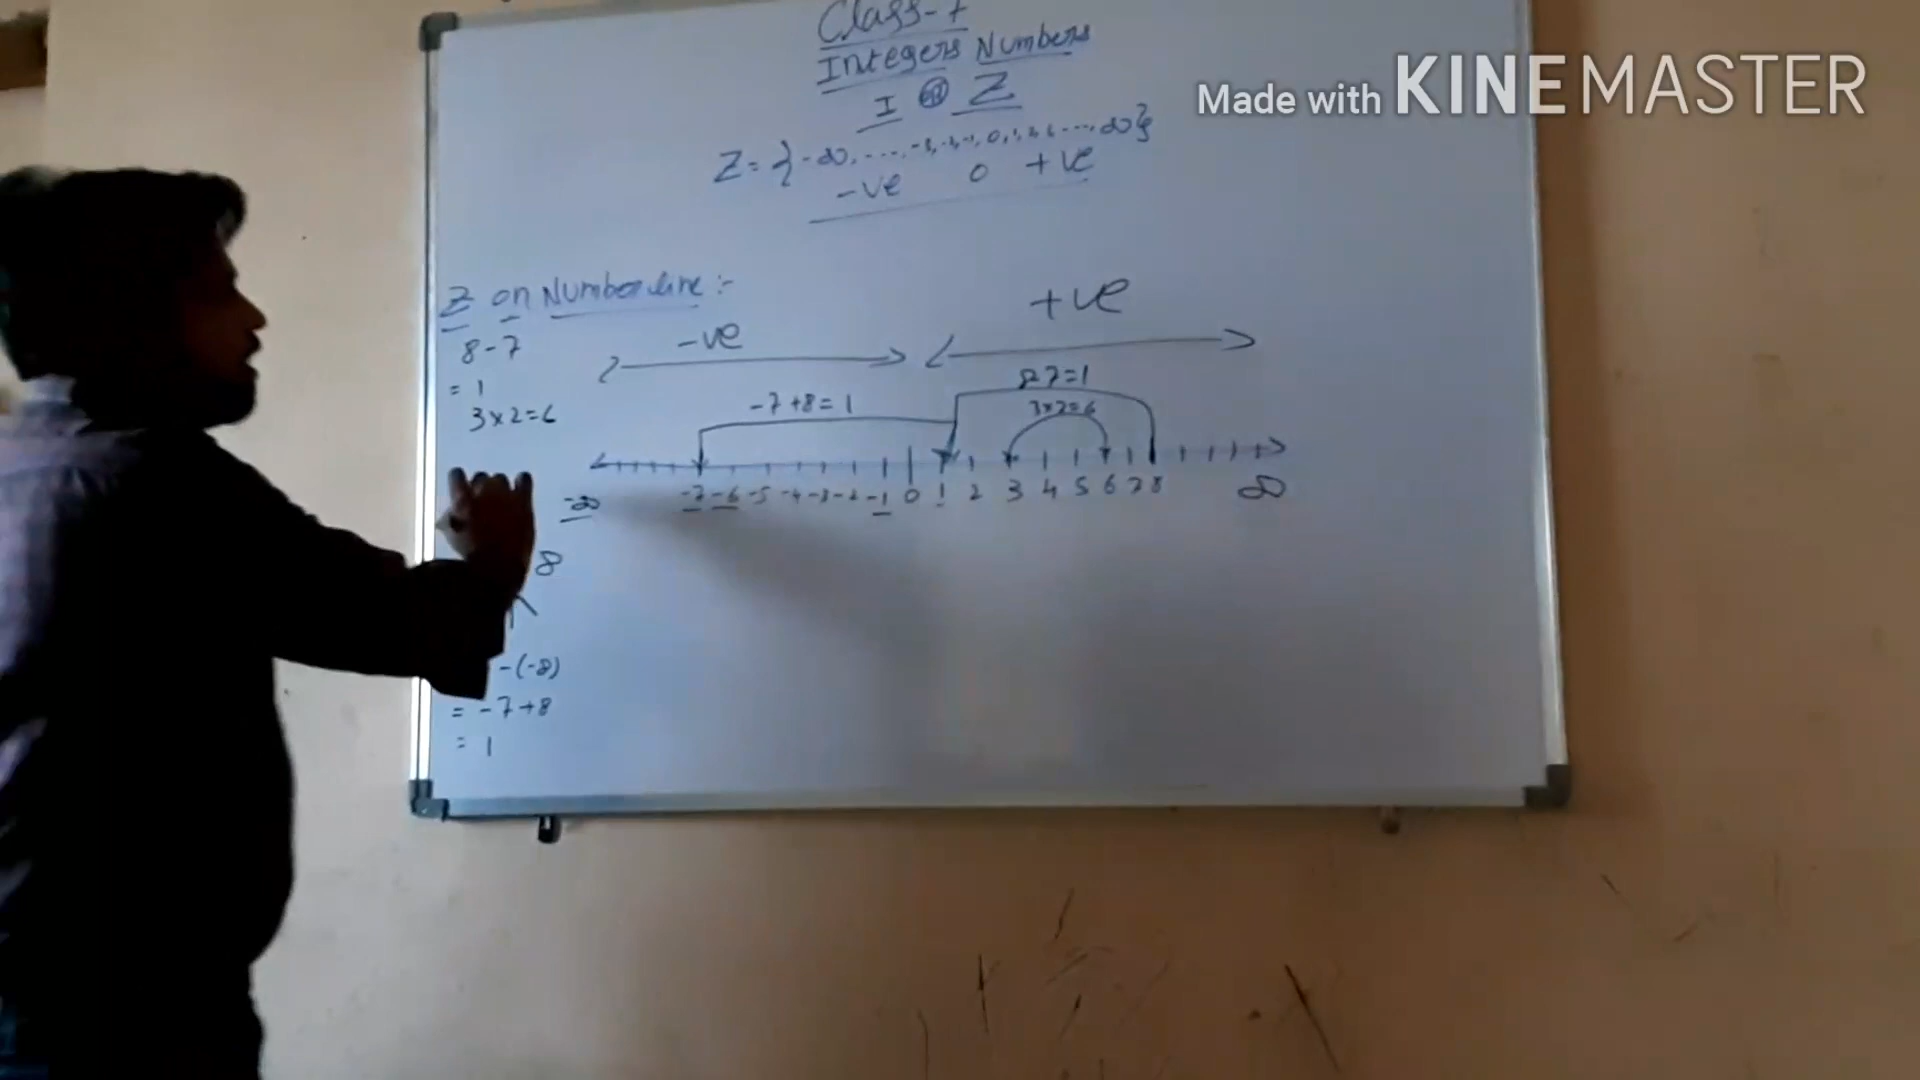 Class-7
Integers Numbers
I Z
Made with KINEMASTER
Z = {-∞, ....., -3, -2, -1, 0, 1, 2, 3, ...., ∞}
-ve 0 +ve
Z on Number line :-
8-7
= 1
3×2=6
-ve +ve
-7+8=1
8-7=1
3×2=6
-∞ -7 -6 -5 -4 -3 -2 -1 0 1 2 3 4 5 6 7 8 ∞
8
-(-8)
= -7+8
= 1